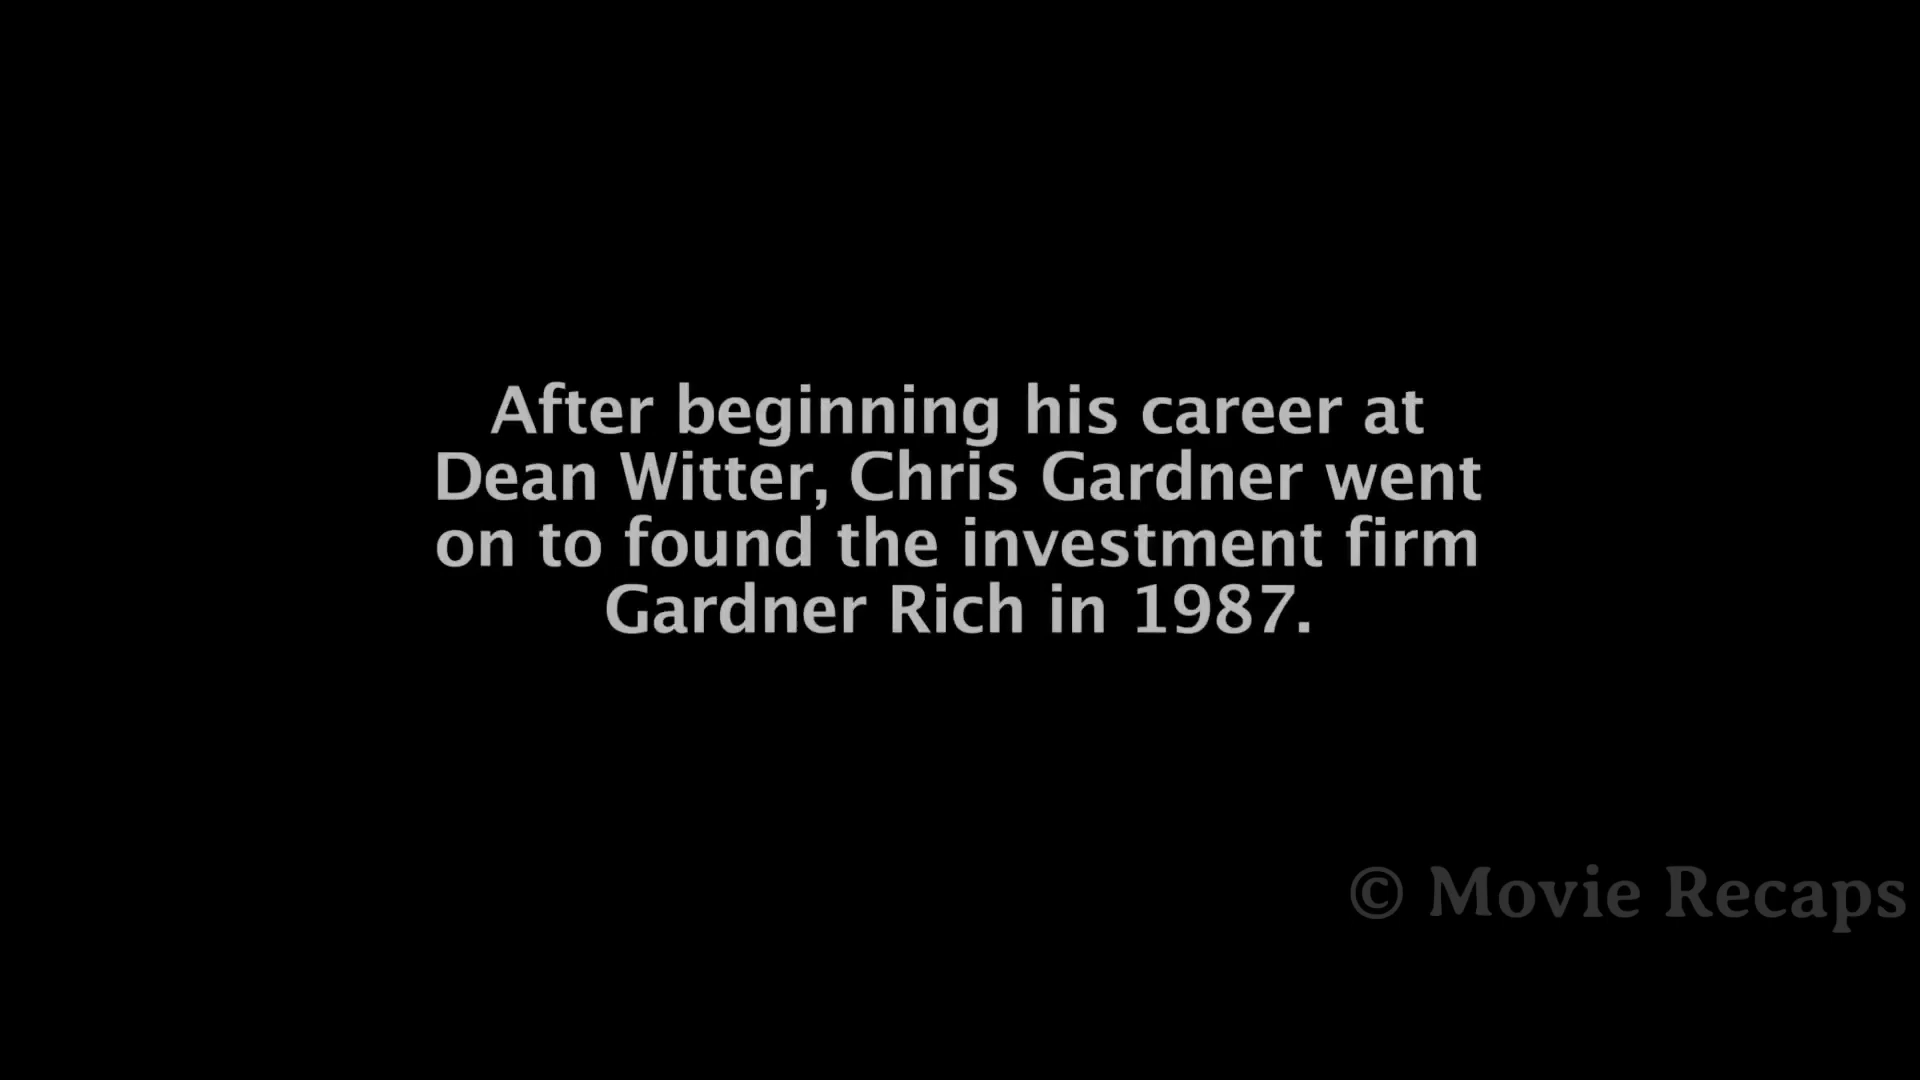 After beginning his career at
Dean Witter, Chris Gardner went
on to found the investment firm
Gardner Rich in 1987.
© Movie Recaps